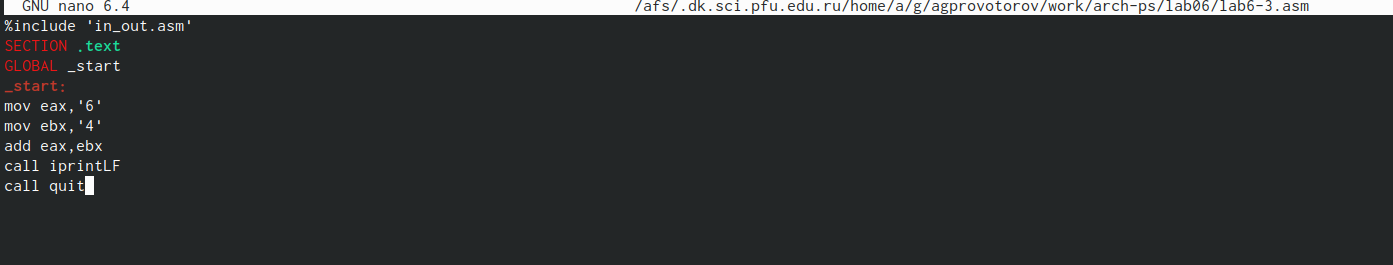 GNU nano 6.4 /afs/.dk.sci.pfu.edu.ru/home/a/g/agprovotorov/work/arch-ps/lab06/lab6-3.asm
%include 'in_out.asm'
SECTION .text
GLOBAL _start
_start:
mov eax,'6'
mov ebx,'4'
add eax,ebx
call iprintLF
call quit